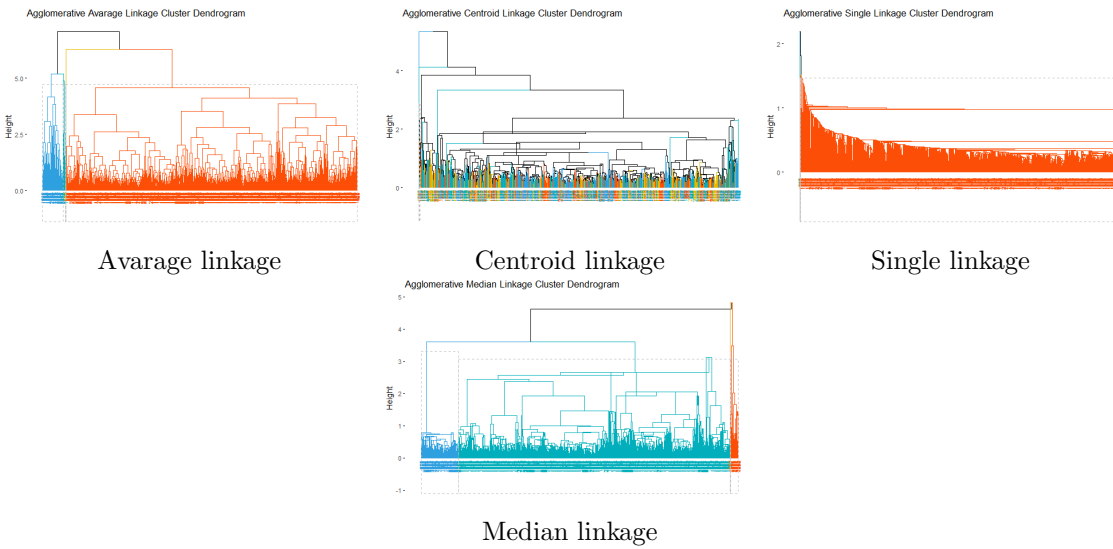 Agglomerative Avarage Linkage Cluster Dendrogram
Height
5.0
2.5
0.0
Avarage linkage
Agglomerative Centroid Linkage Cluster Dendrogram
Height
4
2
0
Centroid linkage
Agglomerative Single Linkage Cluster Dendrogram
Height
2
1
0
Single linkage
Agglomerative Median Linkage Cluster Dendrogram
Height
5
4
3
2
1
0
-1
Median linkage